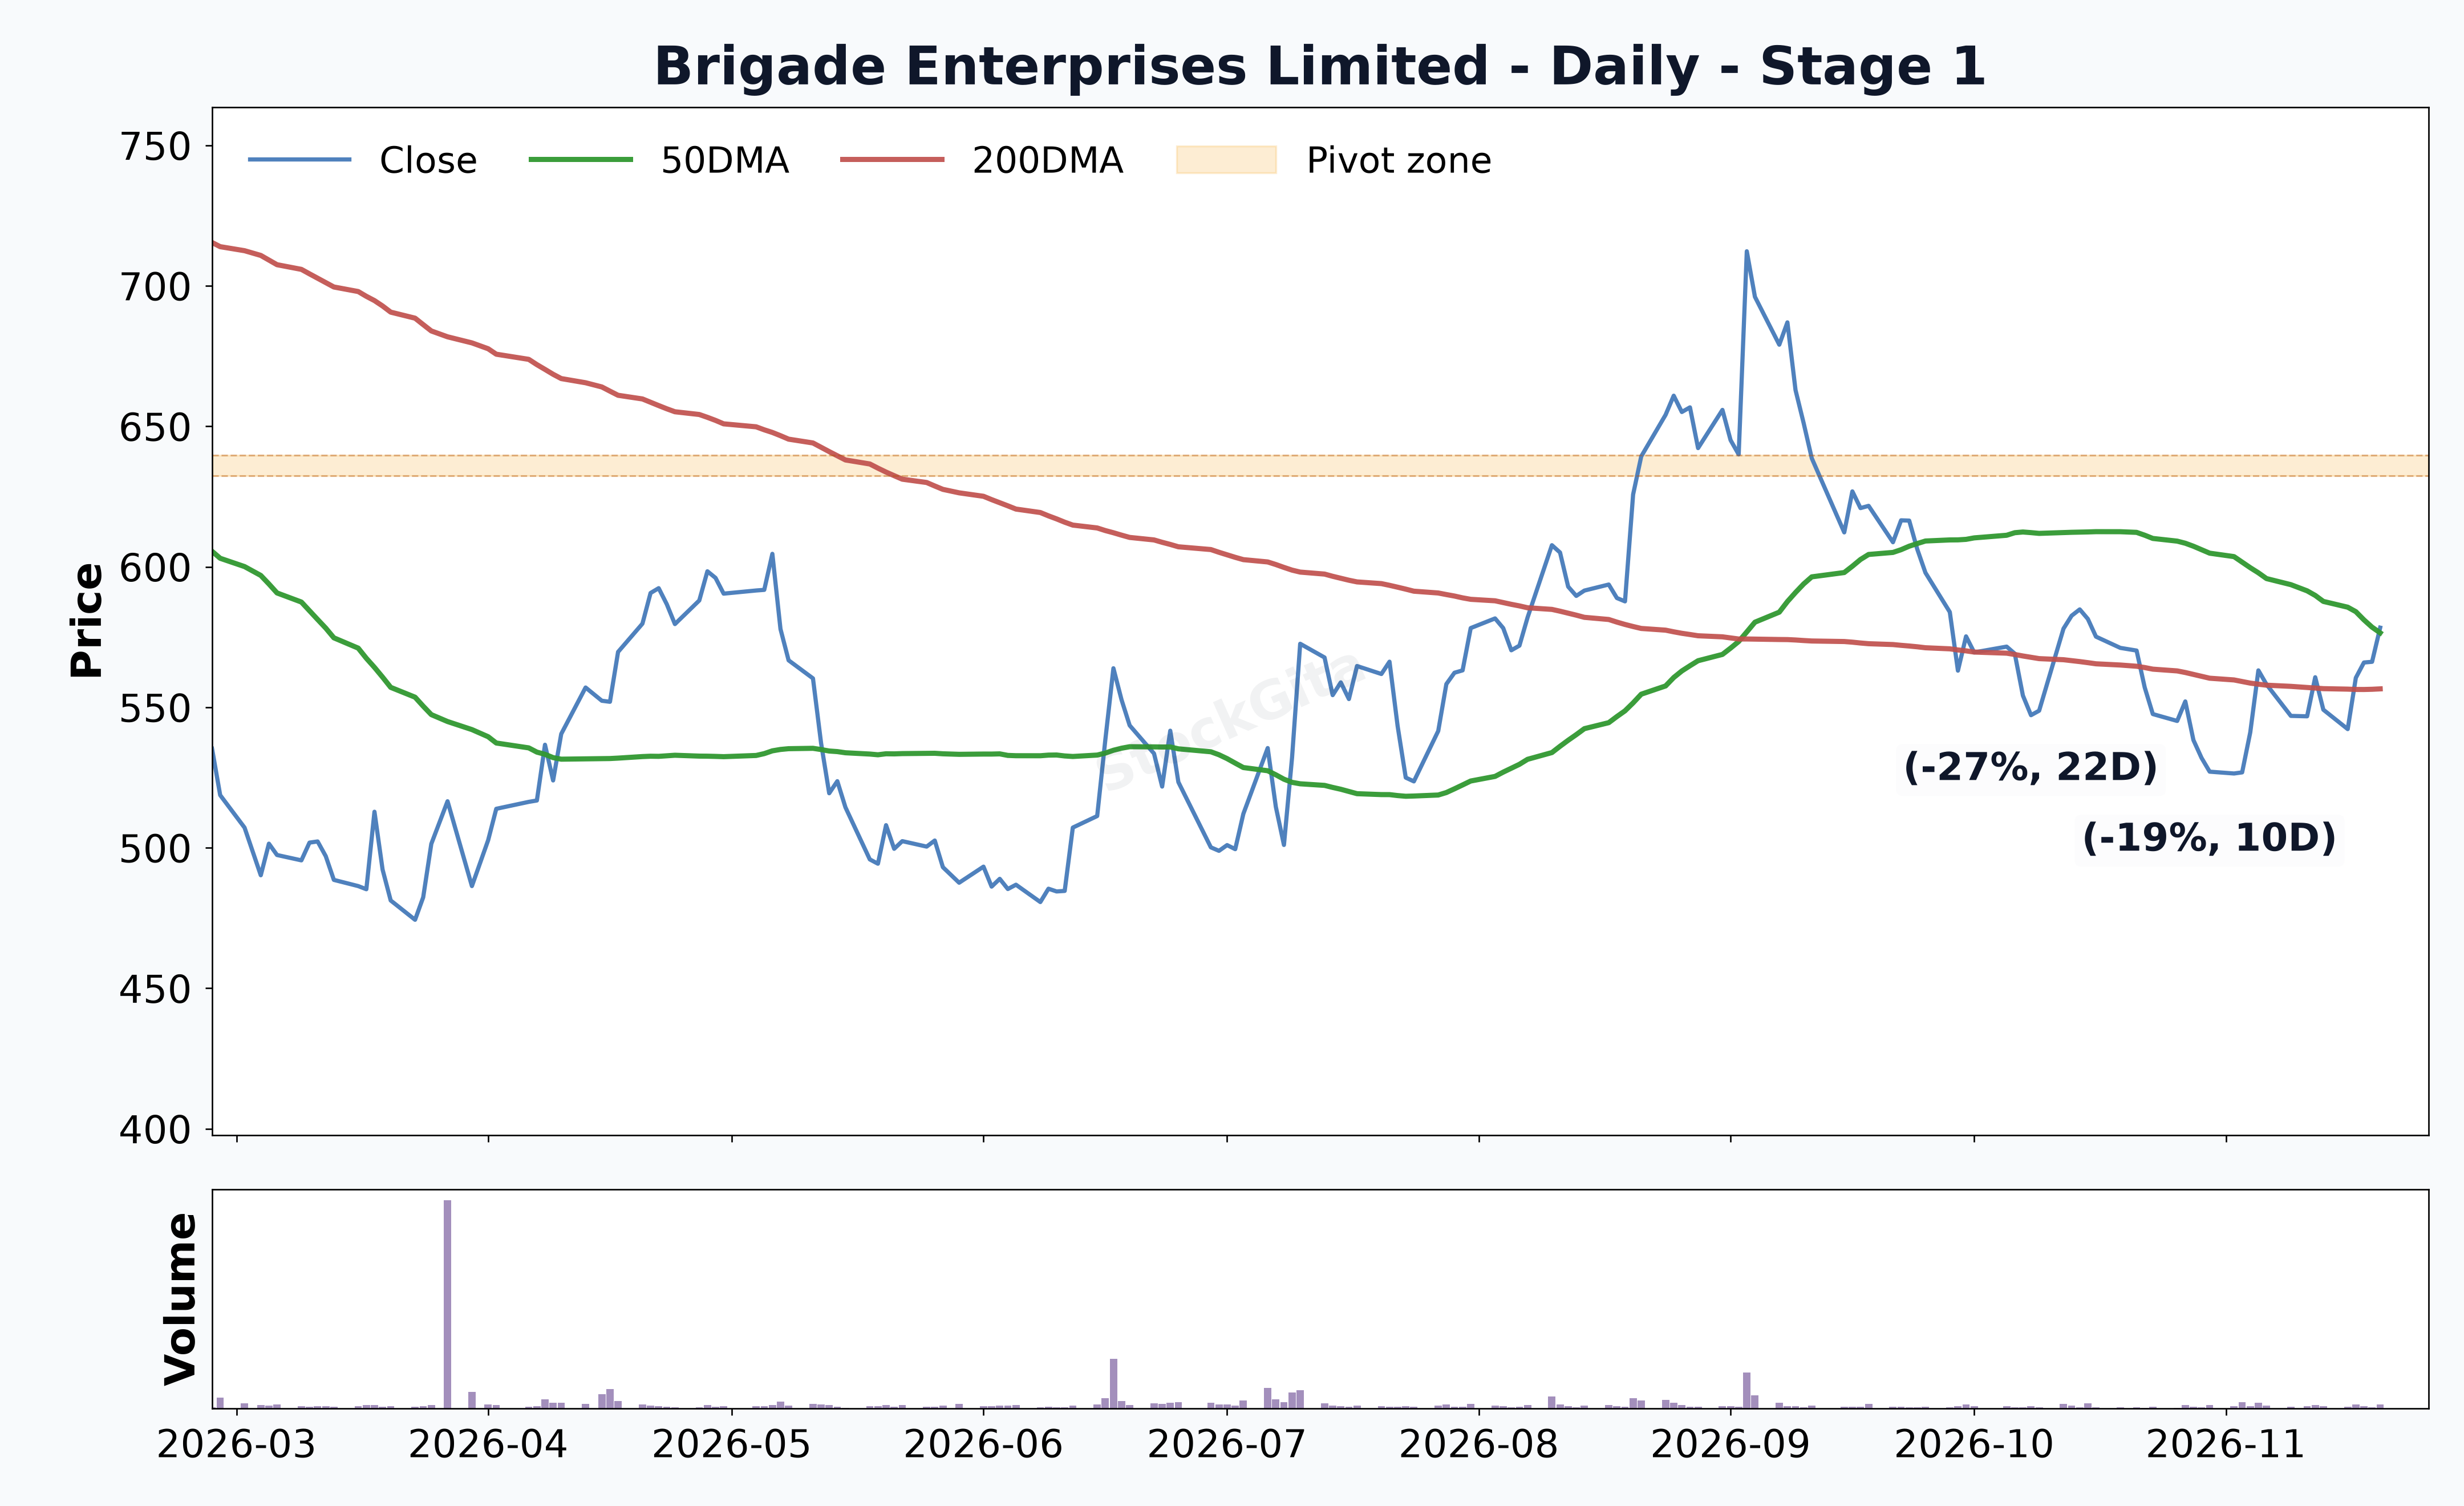 Brigade Enterprises Limited - Daily - Stage 1
Close 50DMA 200DMA Pivot zone
Price
750
700
650
600
550
500
450
400
StockGita
(-27%, 22D)
(-19%, 10D)
Volume
2026-03 2026-04 2026-05 2026-06 2026-07 2026-08 2026-09 2026-10 2026-11